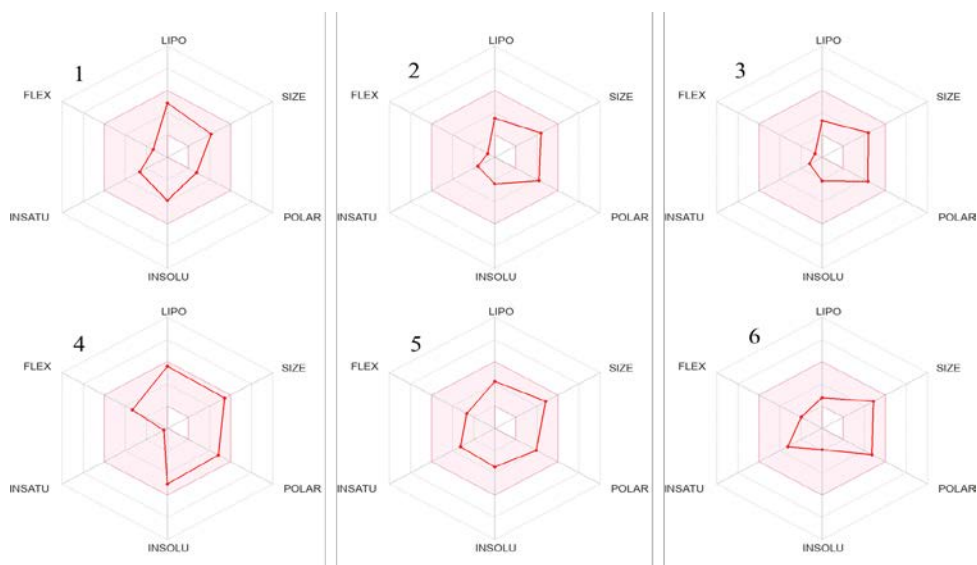 1
LIPO
FLEX
SIZE
INSATU
POLAR
INSOLU
2
LIPO
FLEX
SIZE
INSATU
POLAR
INSOLU
3
LIPO
FLEX
SIZE
INSATU
POLAR
INSOLU
4
LIPO
FLEX
SIZE
INSATU
POLAR
INSOLU
5
LIPO
FLEX
SIZE
INSATU
POLAR
INSOLU
6
LIPO
FLEX
SIZE
INSATU
POLAR
INSOLU